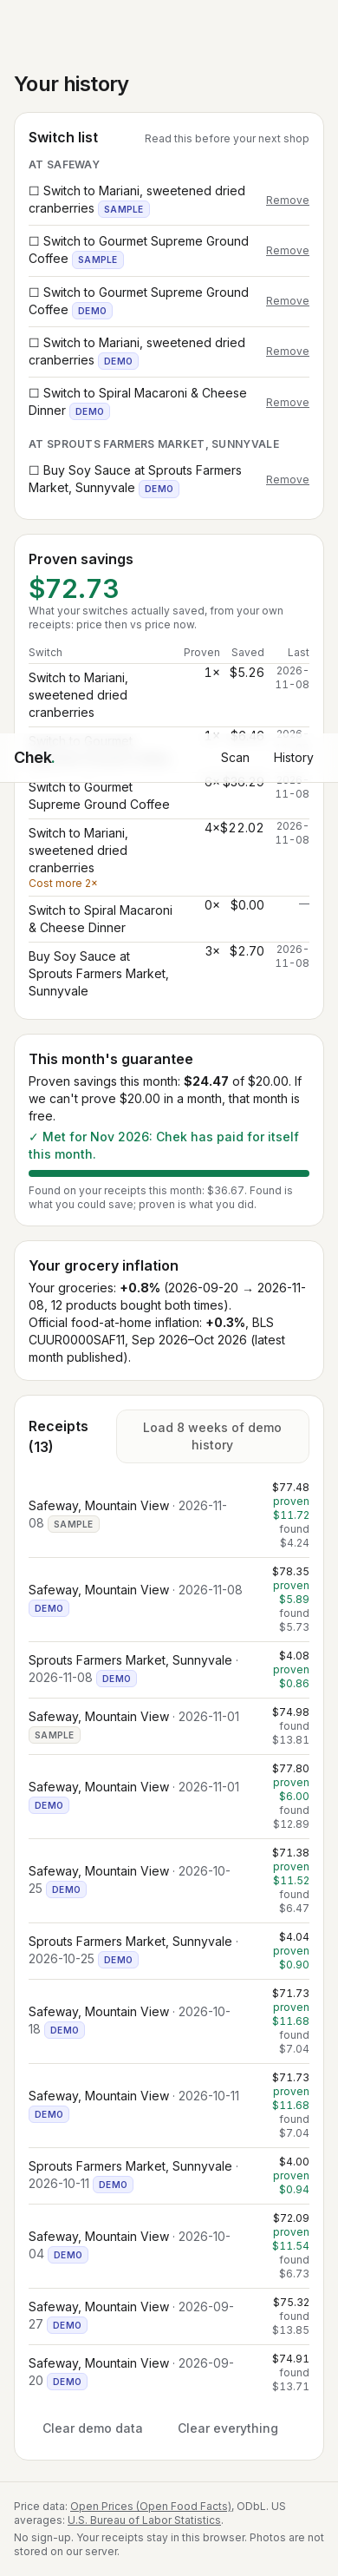 Your history
Switch list
Read this before your next shop
AT SAFEWAY
☐ Switch to Mariani, sweetened dried
cranberries SAMPLE
Remove
☐ Switch to Gourmet Supreme Ground
Coffee SAMPLE
Remove
☐ Switch to Gourmet Supreme Ground
Coffee DEMO
Remove
☐ Switch to Mariani, sweetened dried
cranberries DEMO
Remove
☐ Switch to Spiral Macaroni & Cheese
Dinner DEMO
Remove
AT SPROUTS FARMERS MARKET, SUNNYVALE
☐ Buy Soy Sauce at Sprouts Farmers
Market, Sunnyvale DEMO
Remove
Proven savings
$72.73
What your switches actually saved, from your own
receipts: price then vs price now.
Switch Proven Saved Last
Switch to Mariani, 1× $5.26 2026-
sweetened dried 11-08
cranberries
Chek. Scan History
Switch to Gourmet 11-08
Supreme Ground Coffee
Switch to Mariani, 4× $22.02 2026-
sweetened dried 11-08
cranberries
Cost more 2×
Switch to Spiral Macaroni 0× $0.00 —
& Cheese Dinner
Buy Soy Sauce at 3× $2.70 2026-
Sprouts Farmers Market, 11-08
Sunnyvale
This month's guarantee
Proven savings this month: $24.47 of $20.00. If
we can't prove $20.00 in a month, that month is
free.
✓ Met for Nov 2026: Chek has paid for itself
this month.
Found on your receipts this month: $36.67. Found is
what you could save; proven is what you did.
Your grocery inflation
Your groceries: +0.8% (2026-09-20 → 2026-11-
08, 12 products bought both times).
Official food-at-home inflation: +0.3%, BLS
CUUR0000SAF11, Sep 2026–Oct 2026 (latest
month published).
Receipts
(13)
Load 8 weeks of demo
history
Safeway, Mountain View · 2026-11-
08 SAMPLE
$77.48
proven
$11.72
found
$4.24
Safeway, Mountain View · 2026-11-08
DEMO
$78.35
proven
$5.89
found
$5.73
Sprouts Farmers Market, Sunnyvale ·
2026-11-08 DEMO
$4.08
proven
$0.86
Safeway, Mountain View · 2026-11-01
SAMPLE
$74.98
found
$13.81
Safeway, Mountain View · 2026-11-01
DEMO
$77.80
proven
$6.00
found
$12.89
Safeway, Mountain View · 2026-10-
25 DEMO
$71.38
proven
$11.52
found
$6.47
Sprouts Farmers Market, Sunnyvale ·
2026-10-25 DEMO
$4.04
proven
$0.90
Safeway, Mountain View · 2026-10-
18 DEMO
$71.73
proven
$11.68
found
$7.04
Safeway, Mountain View · 2026-10-11
DEMO
$71.73
proven
$11.68
found
$7.04
Sprouts Farmers Market, Sunnyvale ·
2026-10-11 DEMO
$4.00
proven
$0.94
Safeway, Mountain View · 2026-10-
04 DEMO
$72.09
proven
$11.54
found
$6.73
Safeway, Mountain View · 2026-09-
27 DEMO
$75.32
found
$13.85
Safeway, Mountain View · 2026-09-
20 DEMO
$74.91
found
$13.71
Clear demo data Clear everything
Price data: Open Prices (Open Food Facts), ODbL. US
averages: U.S. Bureau of Labor Statistics.
No sign-up. Your receipts stay in this browser. Photos are not
stored on our server.